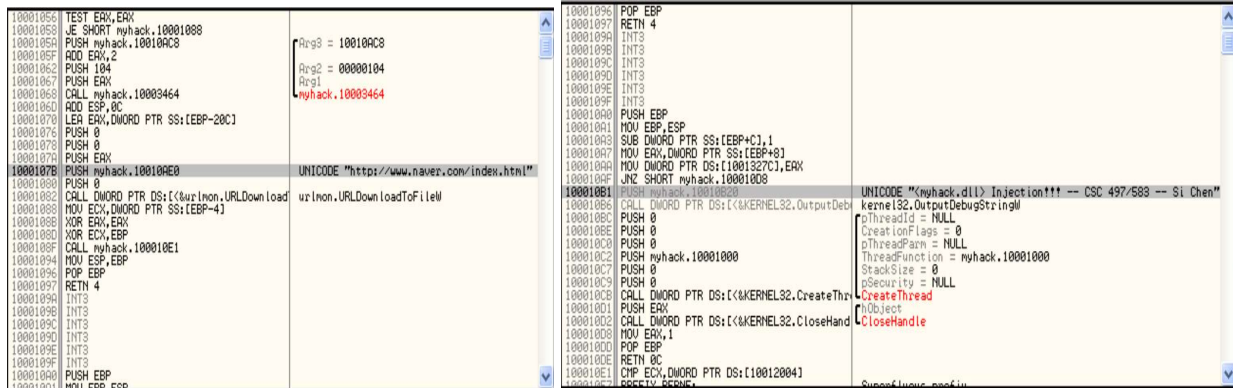 10001056 TEST EAX,EAX
10001058 JE SHORT myhack.10001088
1000105A PUSH myhack.10010AC8 Arg3 = 10010AC8
1000105F ADD EAX,2
10001062 PUSH 104 Arg2 = 00000104
10001067 PUSH EAX Arg1
10001068 CALL myhack.10003464 myhack.10003464
1000106D ADD ESP,0C
10001070 LEA EAX,DWORD PTR SS:[EBP-20C]
10001076 PUSH 0
10001078 PUSH 0
1000107A PUSH EAX
1000107B PUSH myhack.10010AE0 UNICODE "http://www.naver.com/index.html"
10001080 PUSH 0
10001082 CALL DWORD PTR DS:[<&urlmon.URLDownload urlmon.URLDownloadToFileW
10001088 MOV ECX,DWORD PTR SS:[EBP-4]
1000108B XOR EAX,EAX
1000108D XOR ECX,EBP
1000108F CALL myhack.100010E1
10001094 MOV ESP,EBP
10001096 POP EBP
10001097 RETN 4
1000109A INT3
1000109B INT3
1000109C INT3
1000109D INT3
1000109E INT3
1000109F INT3
100010A0 PUSH EBP
100010A1 MOV EBP,ESP
10001096 POP EBP
10001097 RETN 4
1000109A INT3
1000109B INT3
1000109C INT3
1000109D INT3
1000109E INT3
1000109F INT3
100010A0 PUSH EBP
100010A1 MOV EBP,ESP
100010A3 SUB DWORD PTR SS:[EBP+C],1
100010A7 MOV EAX,DWORD PTR SS:[EBP+8]
100010AA MOV DWORD PTR DS:[1001327C],EAX
100010AF JNZ SHORT myhack.100010D8
100010B1 PUSH myhack.10010B20 UNICODE "<myhack.dll> Injection!!! -- CSC 497/583 -- Si Chen"
100010B6 CALL DWORD PTR DS:[<&KERNEL32.OutputDeb kernel32.OutputDebugStringW
100010BC PUSH 0 pThreadId = NULL
100010BE PUSH 0 CreationFlags = 0
100010C0 PUSH 0 pThreadParm = NULL
100010C2 PUSH myhack.10001000 ThreadFunction = myhack.10001000
100010C7 PUSH 0 StackSize = 0
100010C9 PUSH 0 pSecurity = NULL
100010CB CALL DWORD PTR DS:[<&KERNEL32.CreateThr CreateThread
100010D1 PUSH EAX hObject
100010D2 CALL DWORD PTR DS:[<&KERNEL32.CloseHand CloseHandle
100010D8 MOV EAX,1
100010DD POP EBP
100010DE RETN 0C
100010E1 CMP ECX,DWORD PTR DS:[10012004]
100010E7 PREFIX REPNE: Superfluous prefix